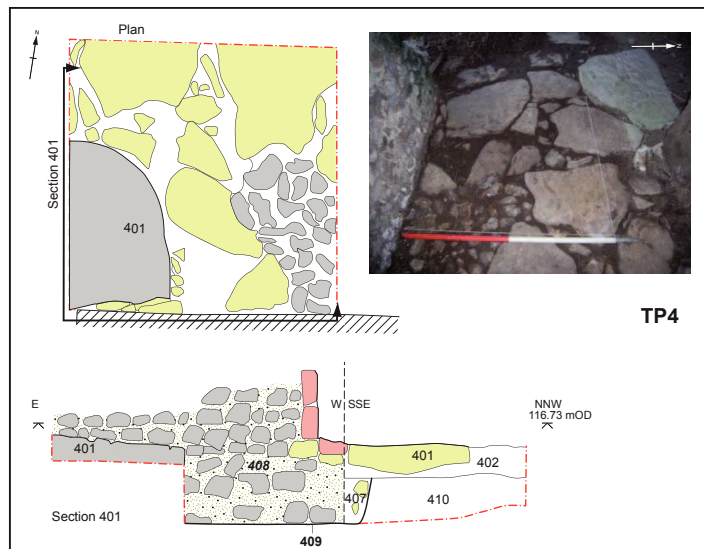 Plan
N
Section 401
401
N
TP4
E
W
SSE
NNW
116.73 mOD
401
408
401
402
407
410
Section 401
409